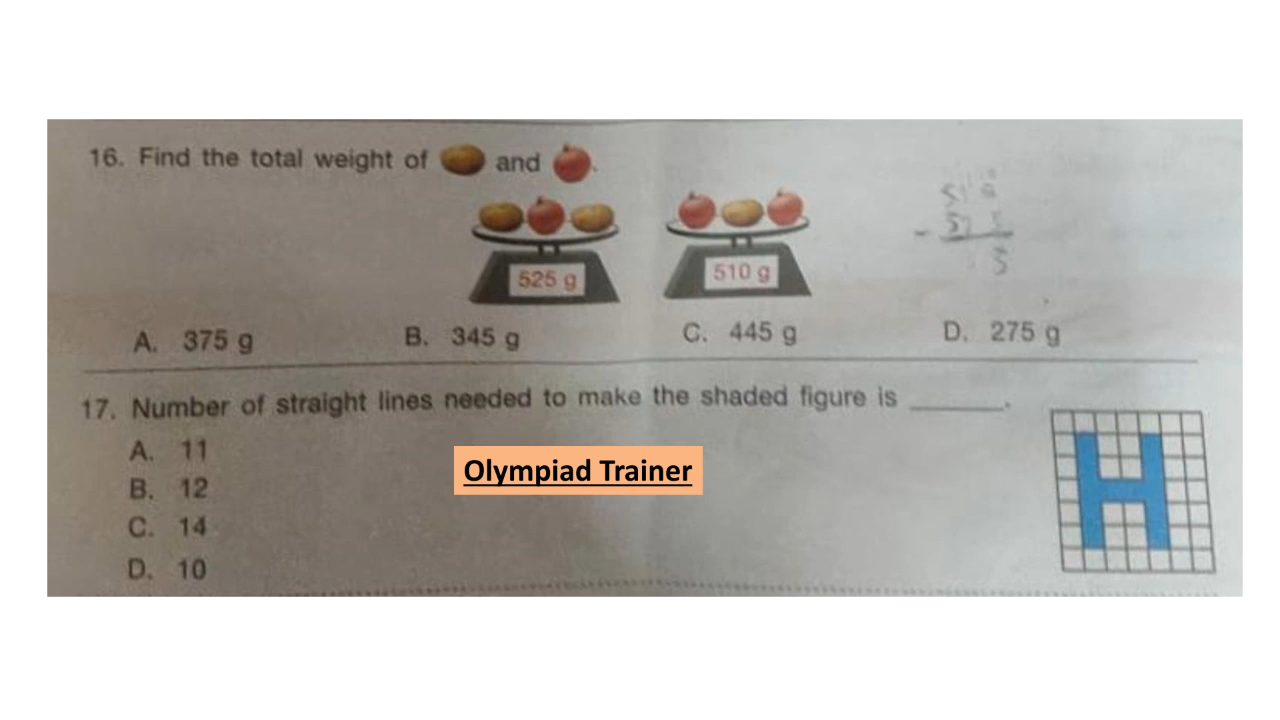 16. Find the total weight of and .
525 g 510 g
A. 375 g B. 345 g C. 445 g D. 275 g
17. Number of straight lines needed to make the shaded figure is ______.
A. 11
B. 12
C. 14
D. 10
Olympiad Trainer